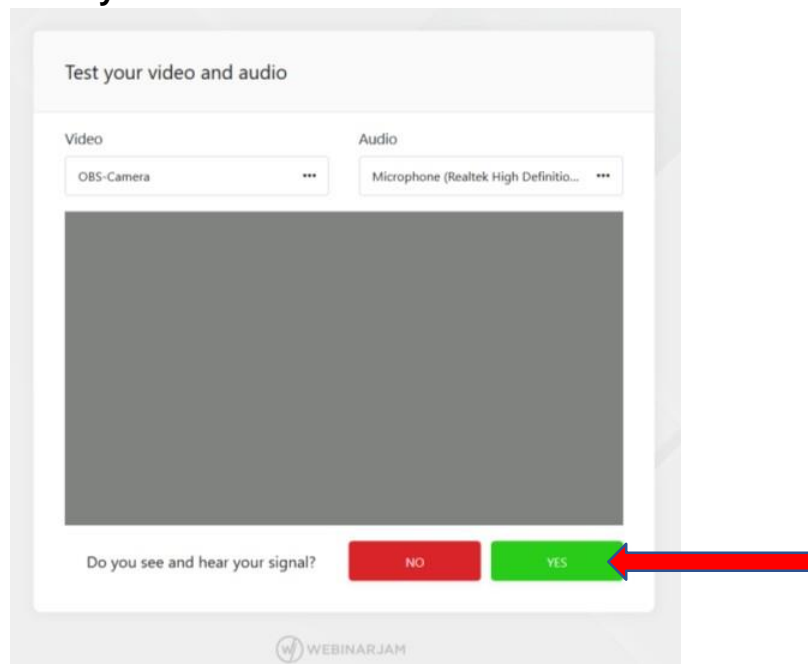 Test your video and audio
Video Audio
OBS-Camera ••• Microphone (Realtek High Definitio... •••
Do you see and hear your signal? NO YES
WEBINARJAM